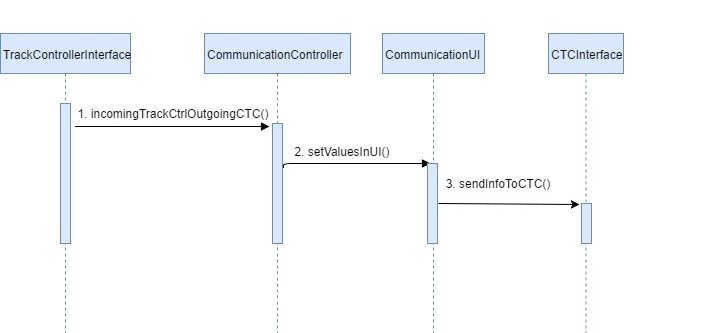 TrackControllerInterface
CommunicationController
CommunicationUI
CTCInterface
1. incomingTrackCtrlOutgoingCTC()
2. setValuesInUI()
3. sendInfoToCTC()